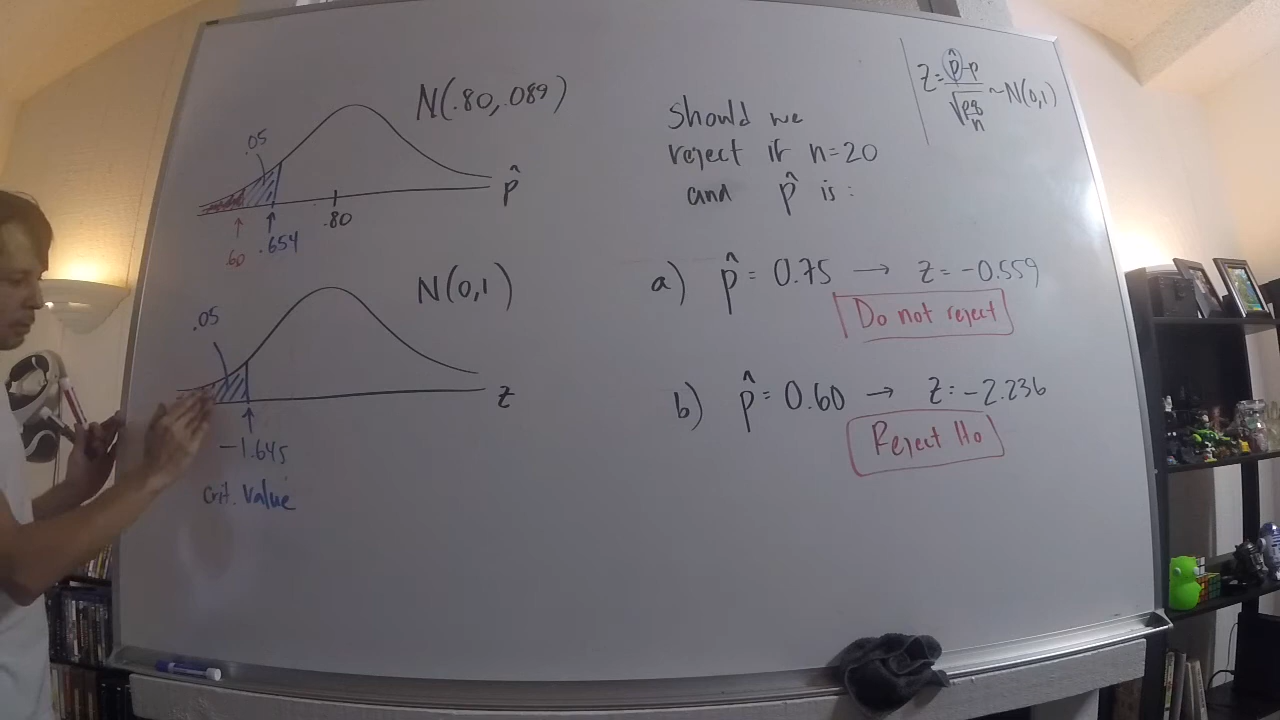 N(.80,.089)
.05
p̂
.60
.654
.80
N(0,1)
.05
z
-1.645
crit. value
Should we
reject if n=20
and p̂ is:
a) p̂ = 0.75 → z = -0.559
Do not reject
b) p̂ = 0.60 → z = -2.236
Reject Ho
z = p̂-p / √pq/n ~ N(0,1)